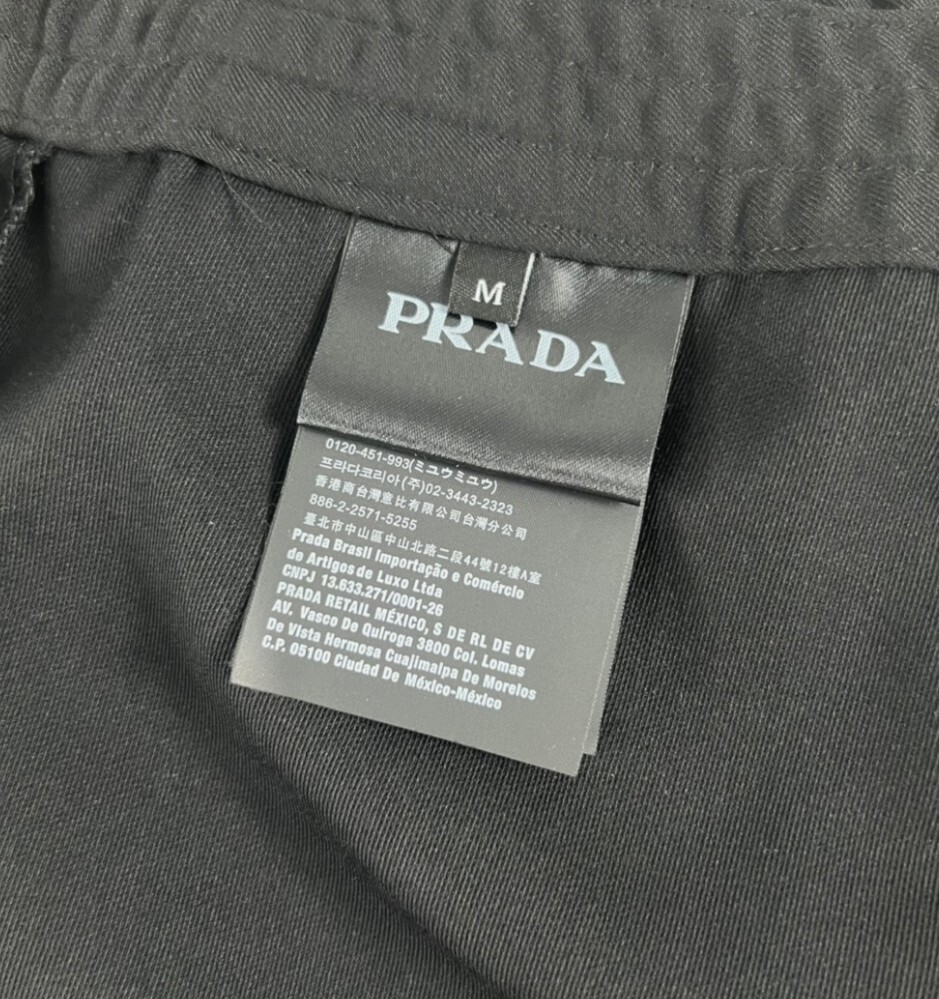 M
PRADA
0120-451-993(ミュウミュウ)
프라다코리아(주)02-3443-2323
香港商台灣意比有限公司台灣分公司
886-2-2571-5255
臺北市中山區中山北路二段44號12樓A室
Prada Brasil Importação e Comércio
de Artigos de Luxo Ltda
CNPJ 13.633.271/0001-26
PRADA RETAIL MÉXICO, S DE RL DE CV
AV. Vasco De Quiroga 3800 Col. Lomas
De Vista Hermosa Cuajimalpa De Morelos
C.P. 05100 Ciudad De México-México